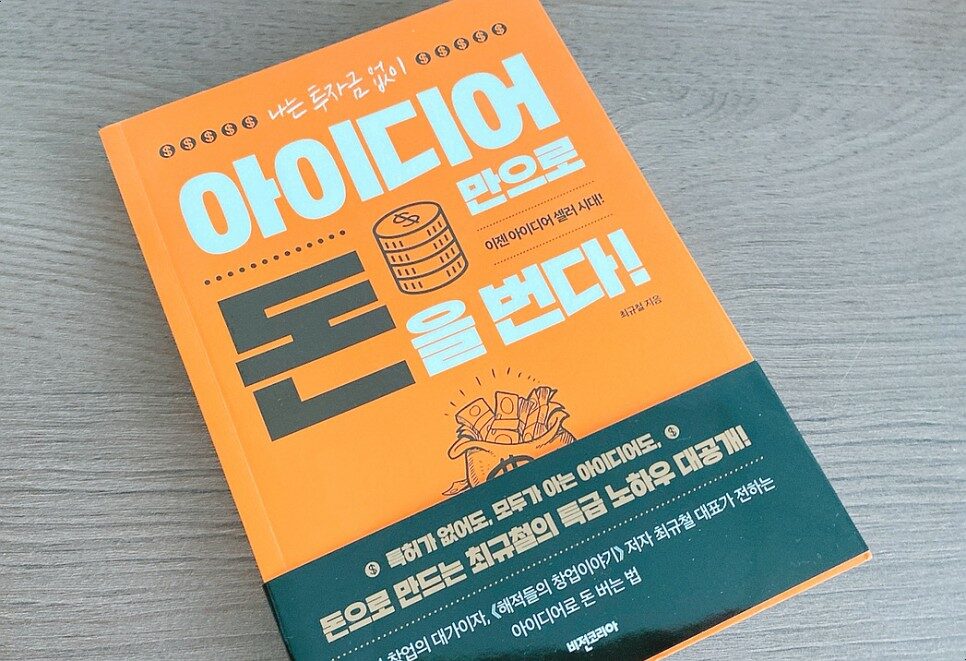 나는 투자금 없이
아이디어
만으로
이젠 아이디어 셀러 시대!
돈을 번다!
최규철 지음
특허가 없어도, 모두가 아는 아이디어도,
돈으로 만드는 최규철의 특급 노하우 대공개!
창업의 대가이자, 《해적들의 창업이야기》 저자 최규철 대표가 전하는
아이디어로 돈 버는 법
비전코리아